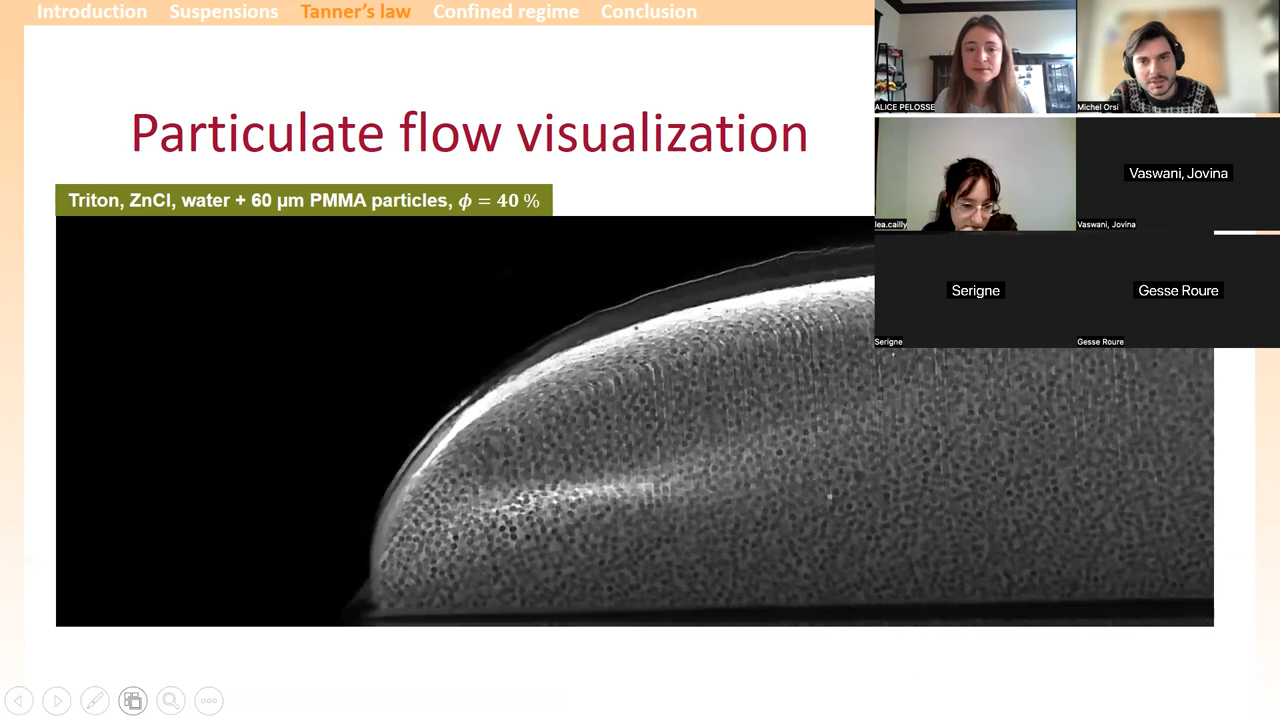 Introduction Suspensions Tanner's law Confined regime Conclusion
Particulate flow visualization
Triton, ZnCl, water + 60 µm PMMA particles, ϕ = 40 %
ALICE PELOSSE
Michel Orsi
lea.cailly
Vaswani, Jovina
Vaswani, Jovina
Serigne
Serigne
Gesse Roure
Gesse Roure